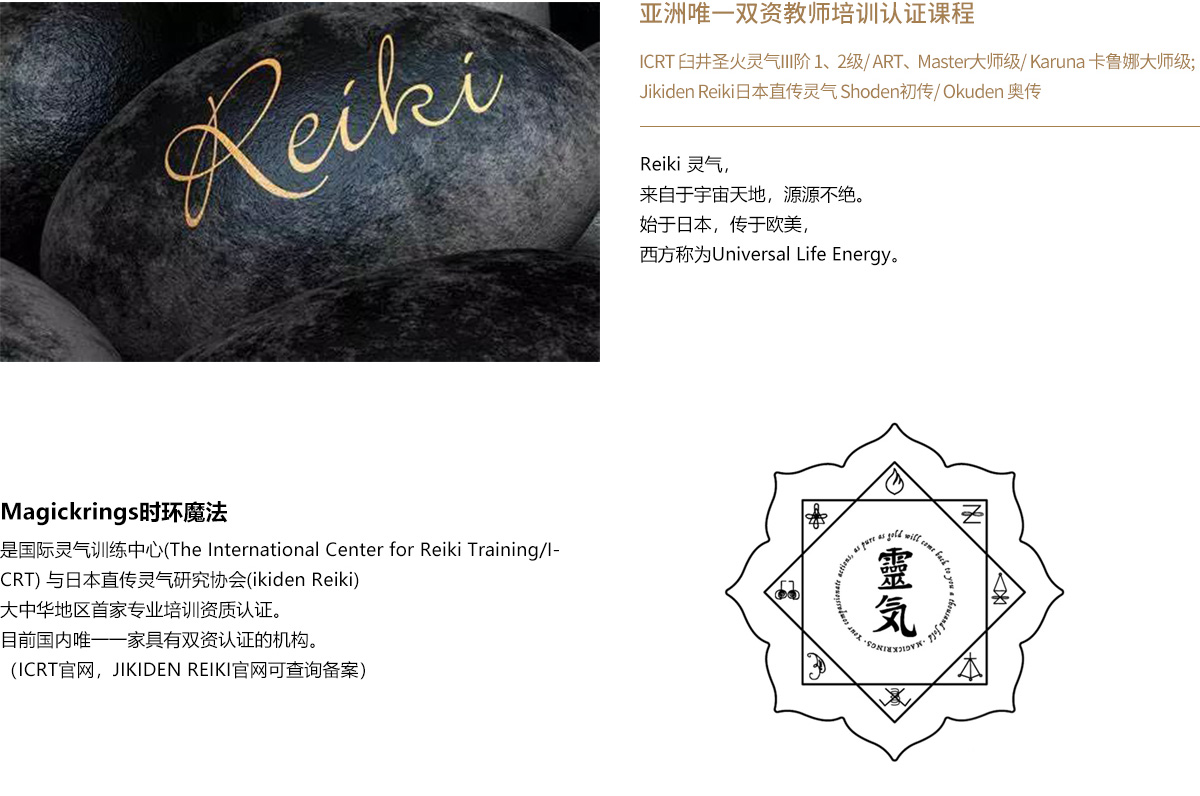 Reiki
亚洲唯一双资教师培训认证课程
ICRT 臼井圣火灵气III阶 1、2级/ ART、Master大师级/ Karuna 卡鲁娜大师级;
Jikiden Reiki日本直传灵气 Shoden初传/ Okuden 奥传
Reiki 灵气，
来自于宇宙天地，源源不绝。
始于日本，传于欧美，
西方称为Universal Life Energy。
Magickrings时环魔法
是国际灵气训练中心(The International Center for Reiki Training/I-
CRT) 与日本直传灵气研究协会(ikiden Reiki)
大中华地区首家专业培训资质认证。
目前国内唯一一家具有双资认证的机构。
（ICRT官网，JIKIDEN REIKI官网可查询备案）
Your compassionate actions, as pure as gold will come back to you a thousand fold · MAGICKRINGS ·
靈
気